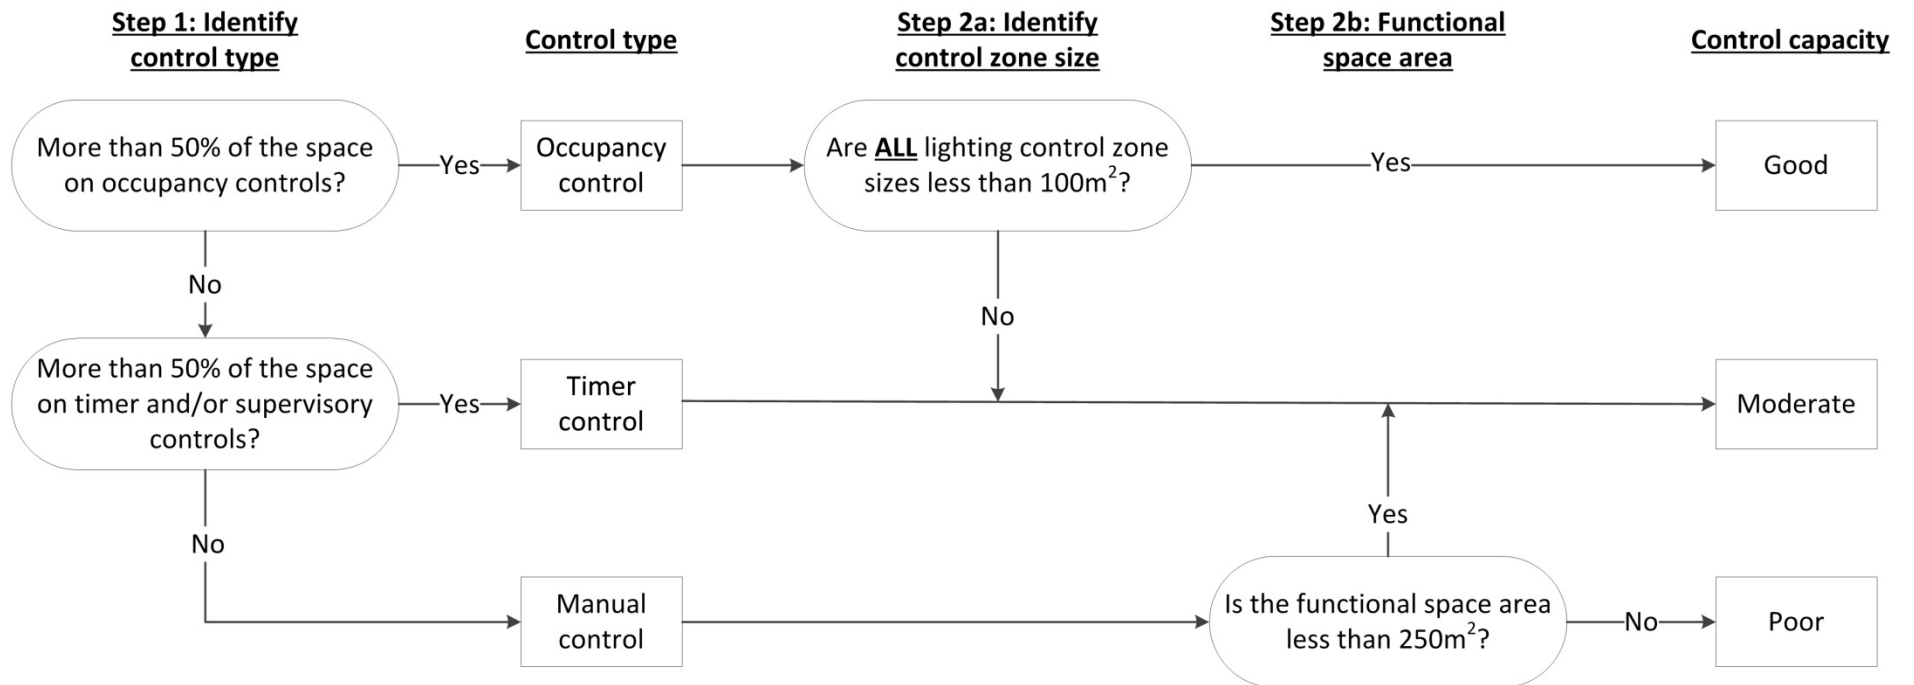 Step 1: Identify
control type
Control type
Step 2a: Identify
control zone size
Step 2b: Functional
space area
Control capacity
More than 50% of the space
on occupancy controls?
Yes
Occupancy
control
Are ALL lighting control zone
sizes less than 100m²?
Yes
Good
No
No
More than 50% of the space
on timer and/or supervisory
controls?
Yes
Timer
control
Moderate
Yes
No
Manual
control
Is the functional space area
less than 250m²?
No
Poor